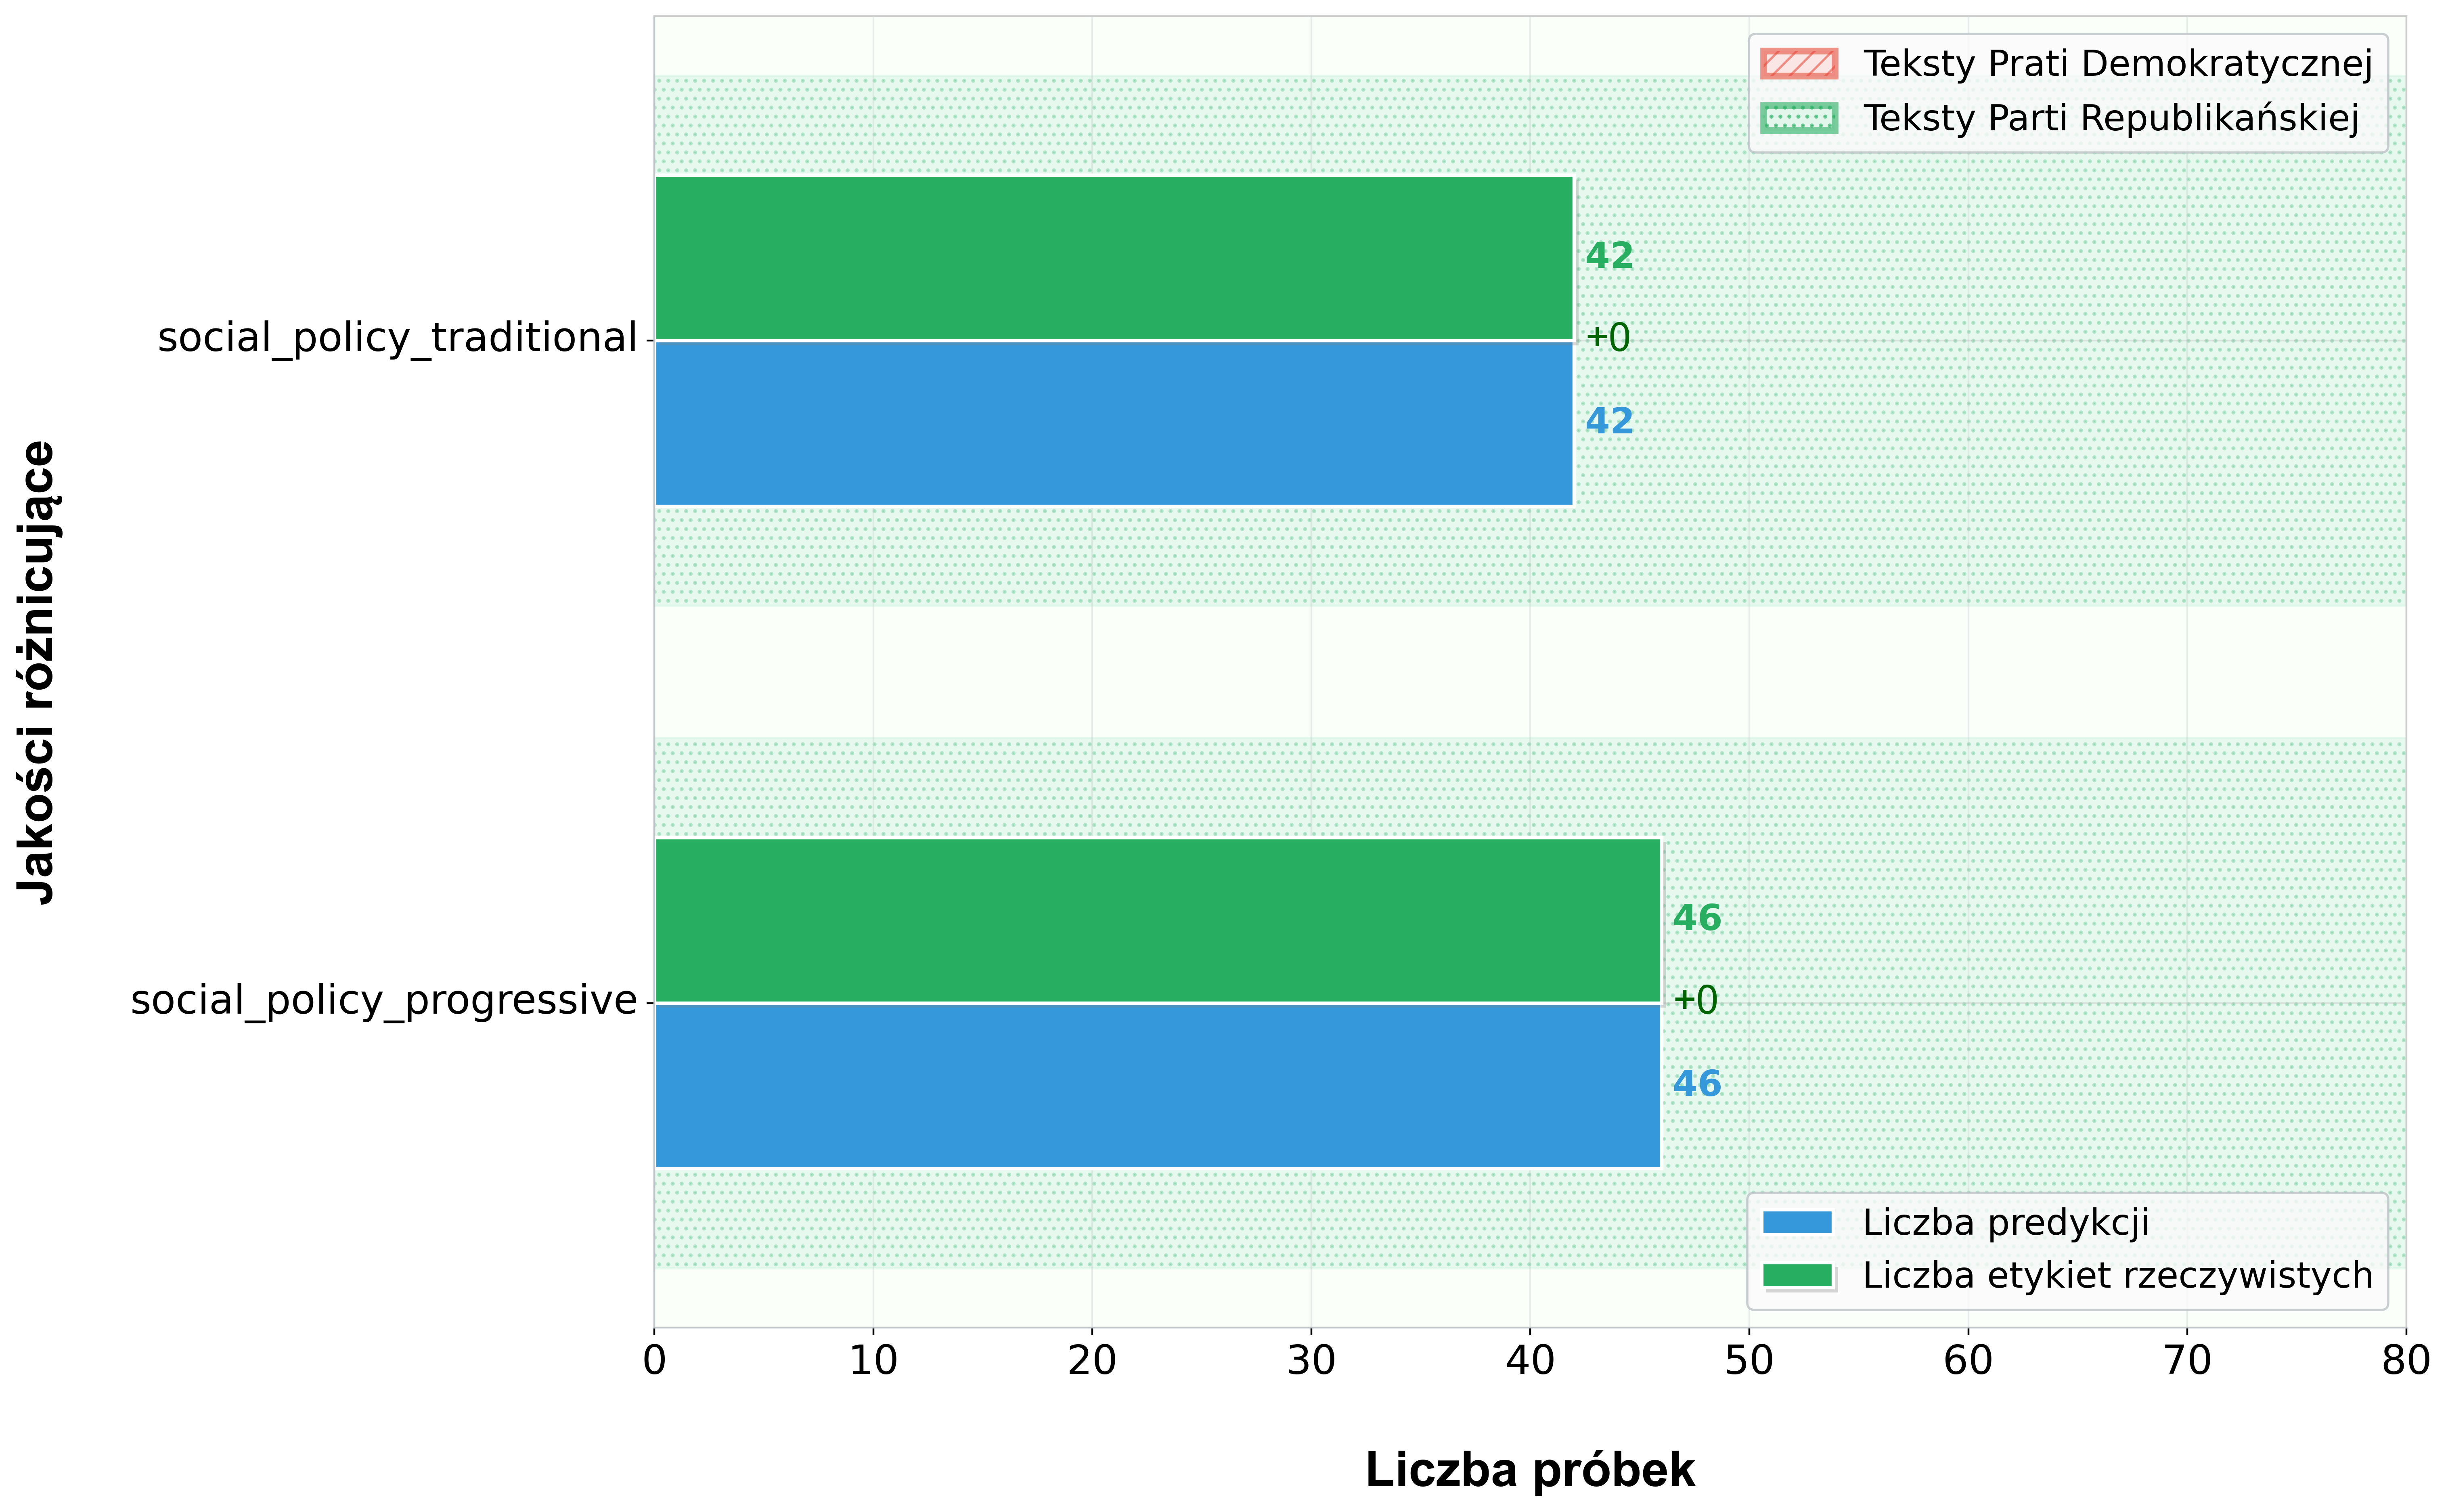 Teksty Prati Demokratycznej
Teksty Parti Republikańskiej
Jakości różnicujące
social_policy_traditional
42
+0
42
social_policy_progressive
46
+0
46
Liczba predykcji
Liczba etykiet rzeczywistych
0 10 20 30 40 50 60 70 80
Liczba próbek